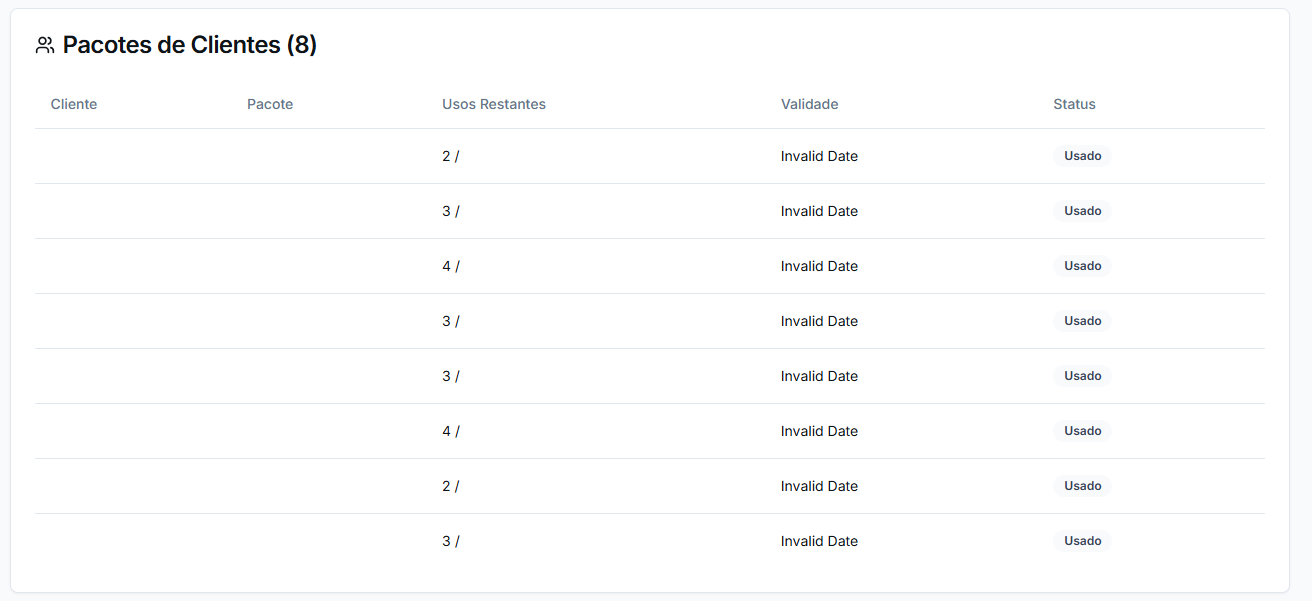 Pacotes de Clientes (8)
Cliente Pacote Usos Restantes Validade Status
2 / Invalid Date Usado
3 / Invalid Date Usado
4 / Invalid Date Usado
3 / Invalid Date Usado
3 / Invalid Date Usado
4 / Invalid Date Usado
2 / Invalid Date Usado
3 / Invalid Date Usado